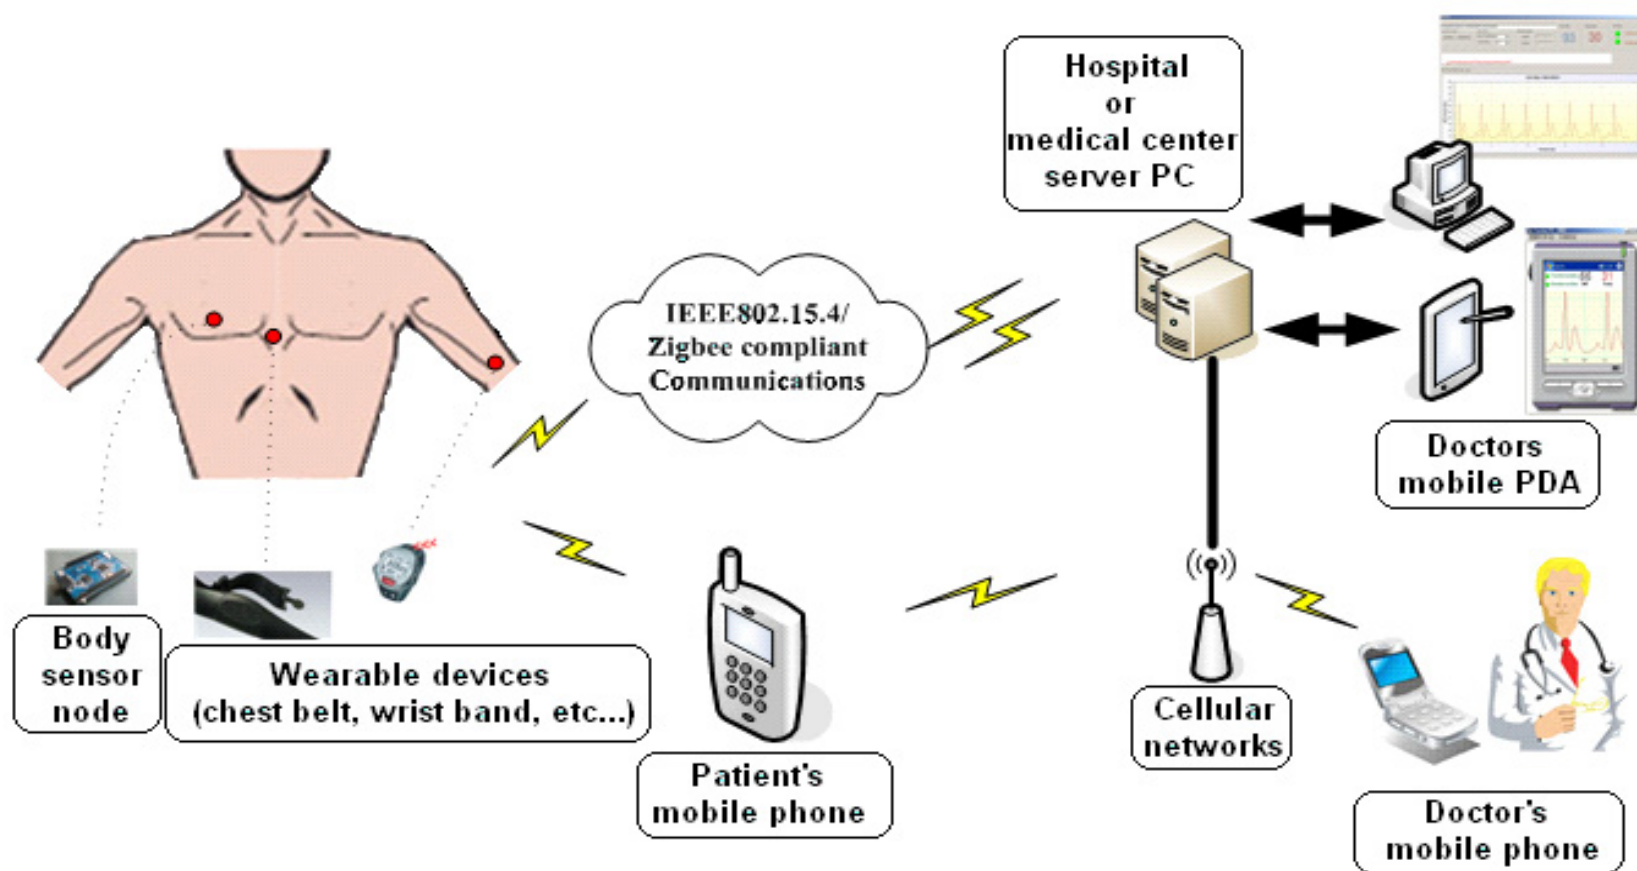 Hospital
or
medical center
server PC
IEEE802.15.4/
Zigbee compliant
Communications
Doctors
mobile PDA
Body
sensor
node
Wearable devices
(chest belt, wrist band, etc...)
Patient's
mobile phone
Cellular
networks
Doctor's
mobile phone